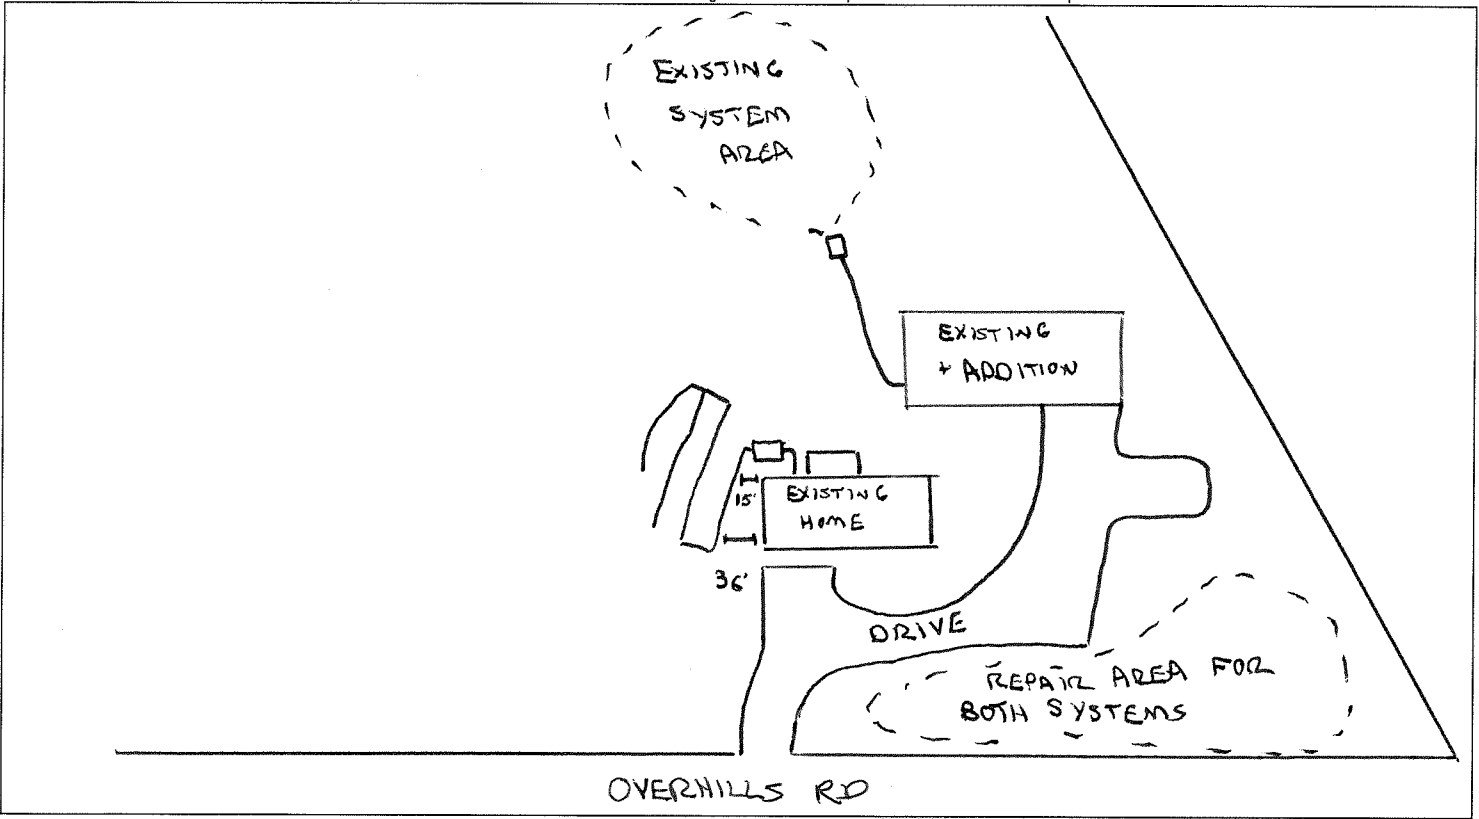 EXISTING
SYSTEM
AREA
EXISTING
+ ADDITION
15'
EXISTING
HOME
36'
DRIVE
REPAIR AREA FOR
BOTH SYSTEMS
OVERHILLS RD